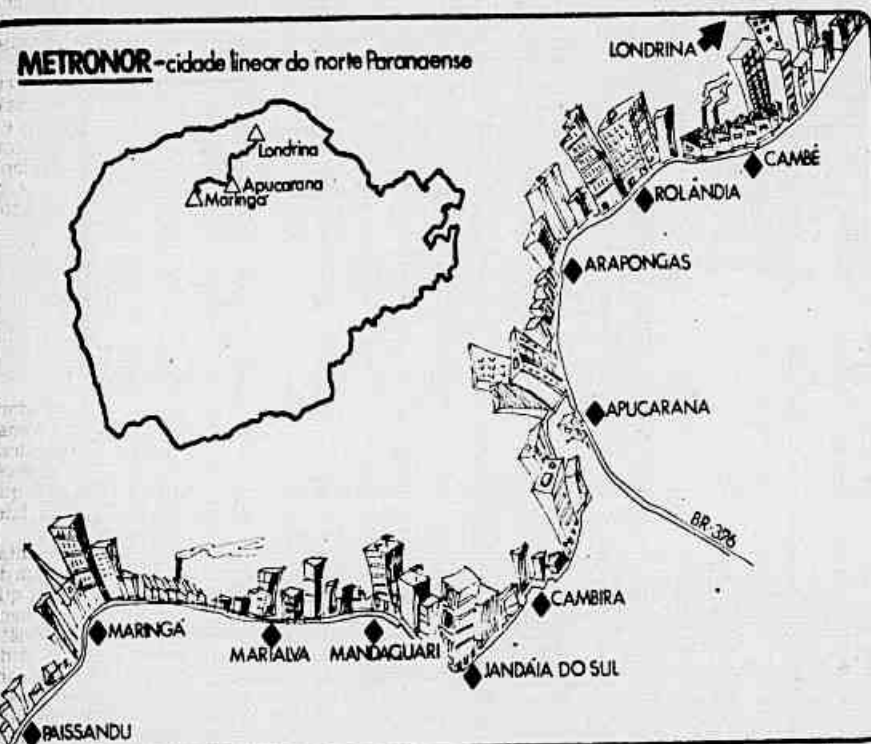 METRONOR-cidade linear do norte Paranaense
LONDRINA
Londrina
Apucarana
Maringá
CAMBÉ
ROLÂNDIA
ARAPONGAS
APUCARANA
BR-376
CAMBIRA
MARINGÁ
MARIALVA
MANDAGUARI
JANDÁIA DO SUL
PAISSANDU